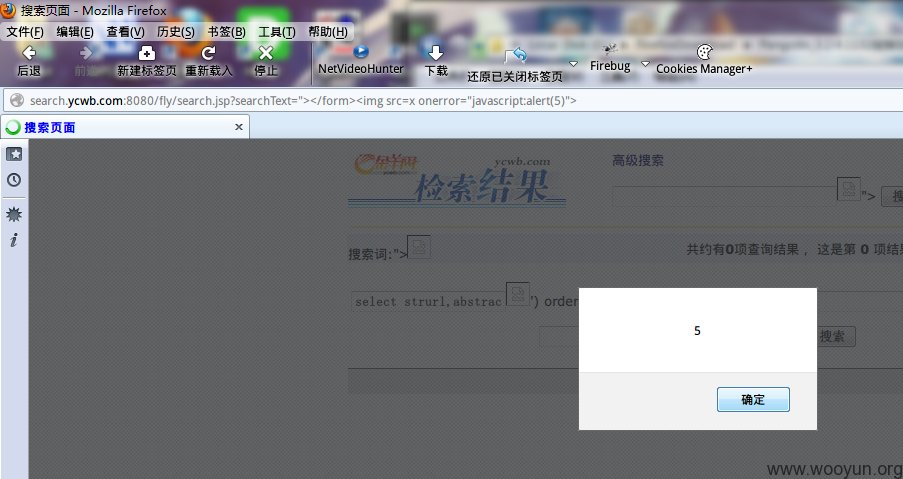 搜索页面 - Mozilla Firefox
文件(F) 编辑(E) 查看(V) 历史(S) 书签(B) 工具(T) 帮助(H)
后退 前进 新建标签页 重新载入 停止 NetVideoHunter 下载 还原已关闭标签页 Firebug Cookies Manager+
search.ycwb.com:8080/fly/search.jsp?searchText="></form><img src=x onerror="javascript:alert(5)">
搜索页面 ×
金羊网 ycwb.com
检索结果
高级搜索
"> 搜
搜索词:">
共约有0项查询结果， 这是第 0 项结
select strurl,abstrac ') order
搜索
5
确定
www.wooyun.org